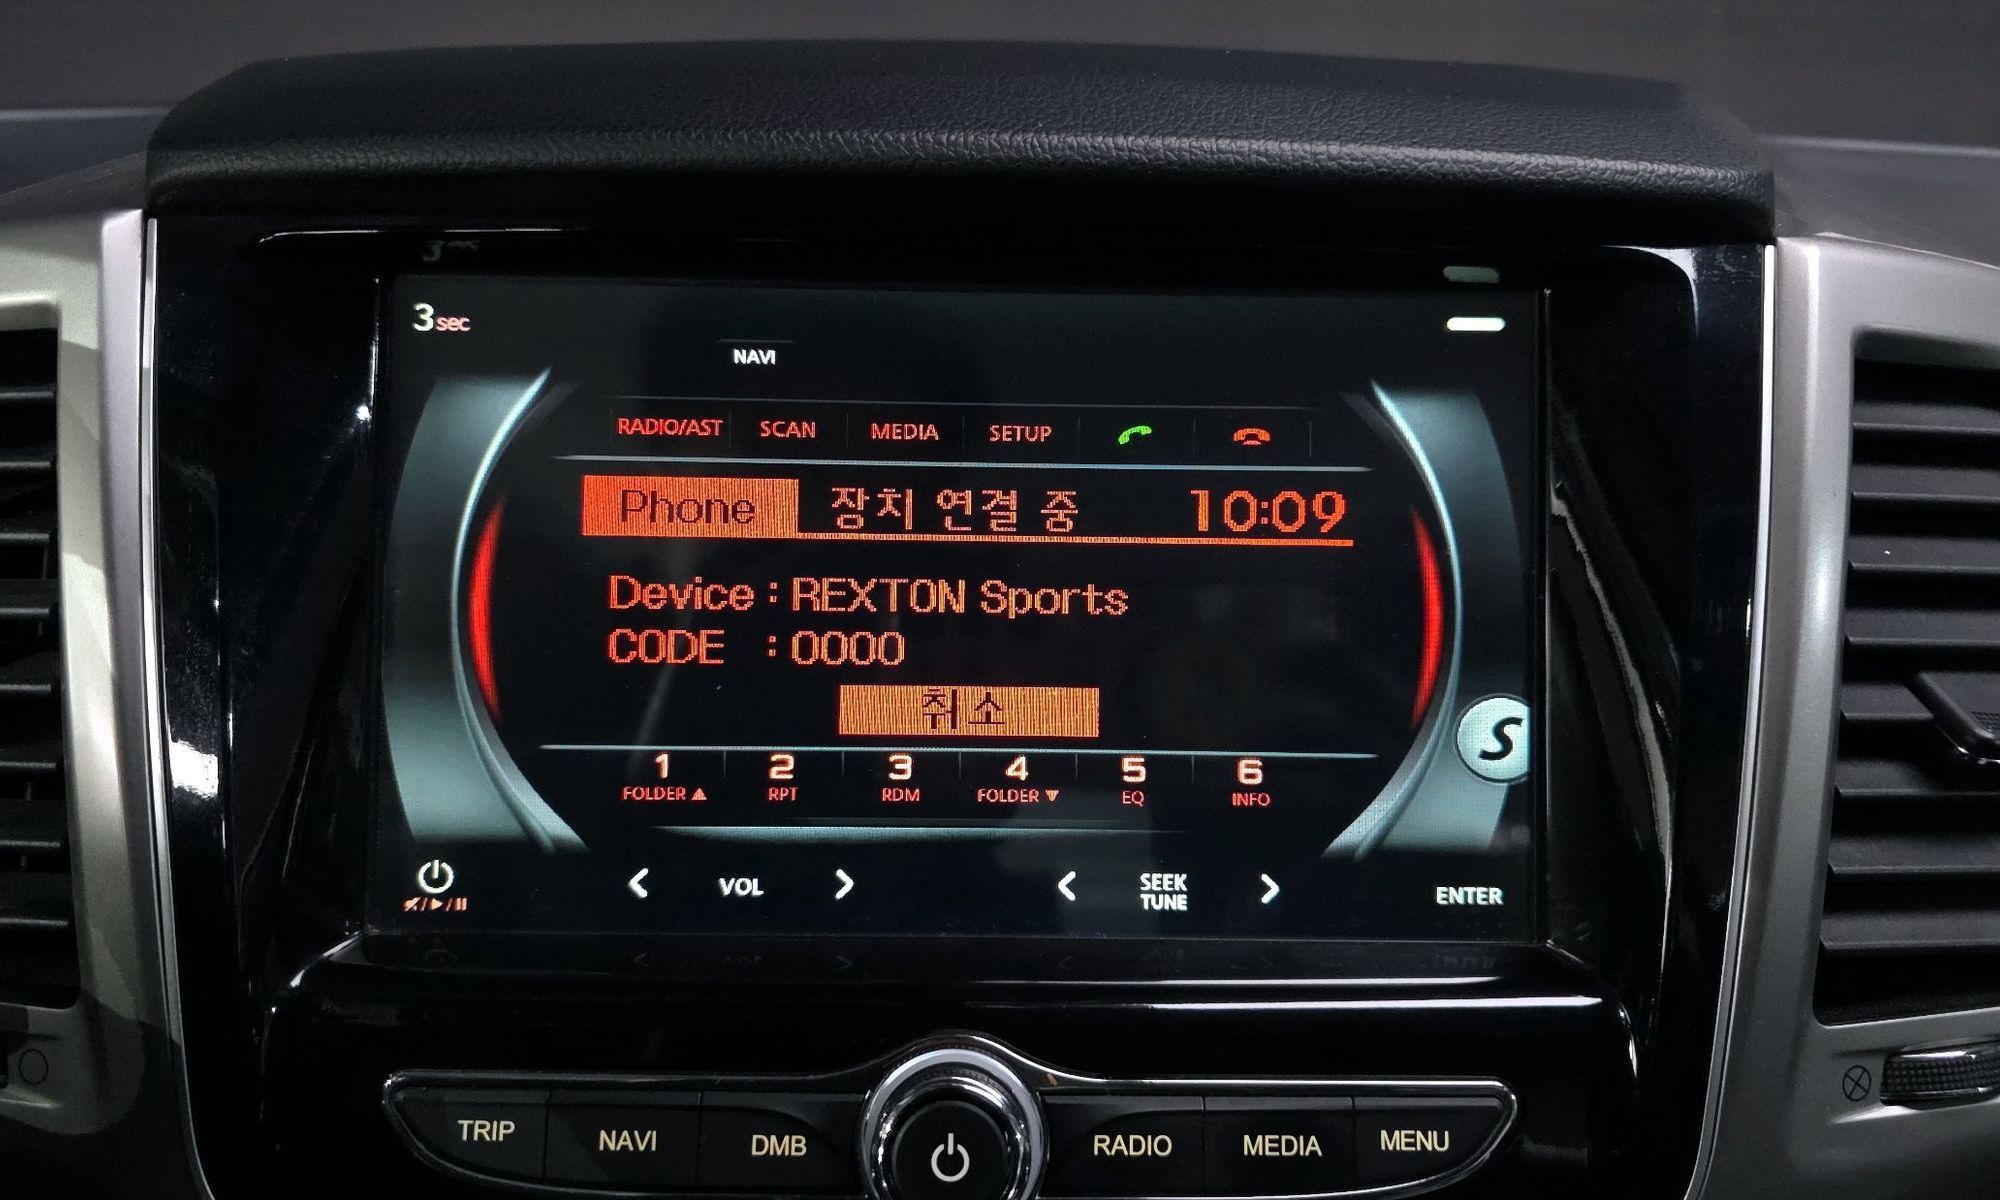 3 sec
NAVI
RADIO/AST SCAN MEDIA SETUP
Phone 장치 연결 중 10:09
Device : REXTON Sports
CODE : 0000
취소
1 2 3 4 5 6
FOLDER ▲ RPT RDM FOLDER ▼ EQ INFO
S
< VOL > < SEEK TUNE > ENTER
TRIP NAVI DMB RADIO MEDIA MENU